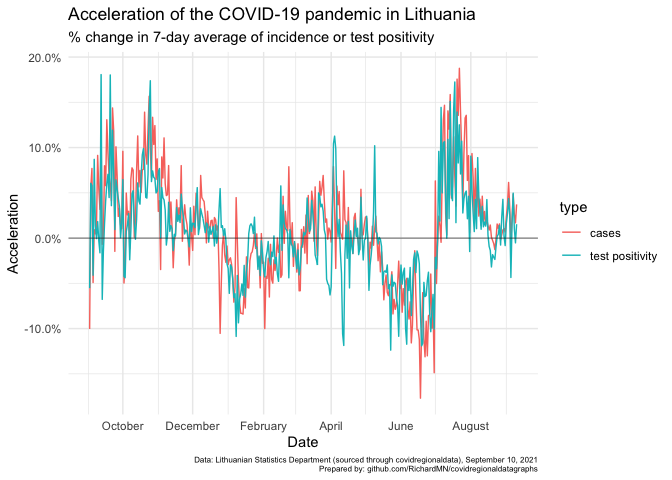 Acceleration of the COVID-19 pandemic in Lithuania
% change in 7-day average of incidence or test positivity
20.0%
10.0%
0.0%
-10.0%
Acceleration
October December February April June August
Date
type
cases
test positivity
Data: Lithuanian Statistics Department (sourced through covidregionaldata), September 10, 2021
Prepared by: github.com/RichardMN/covidregionaldatagraphs